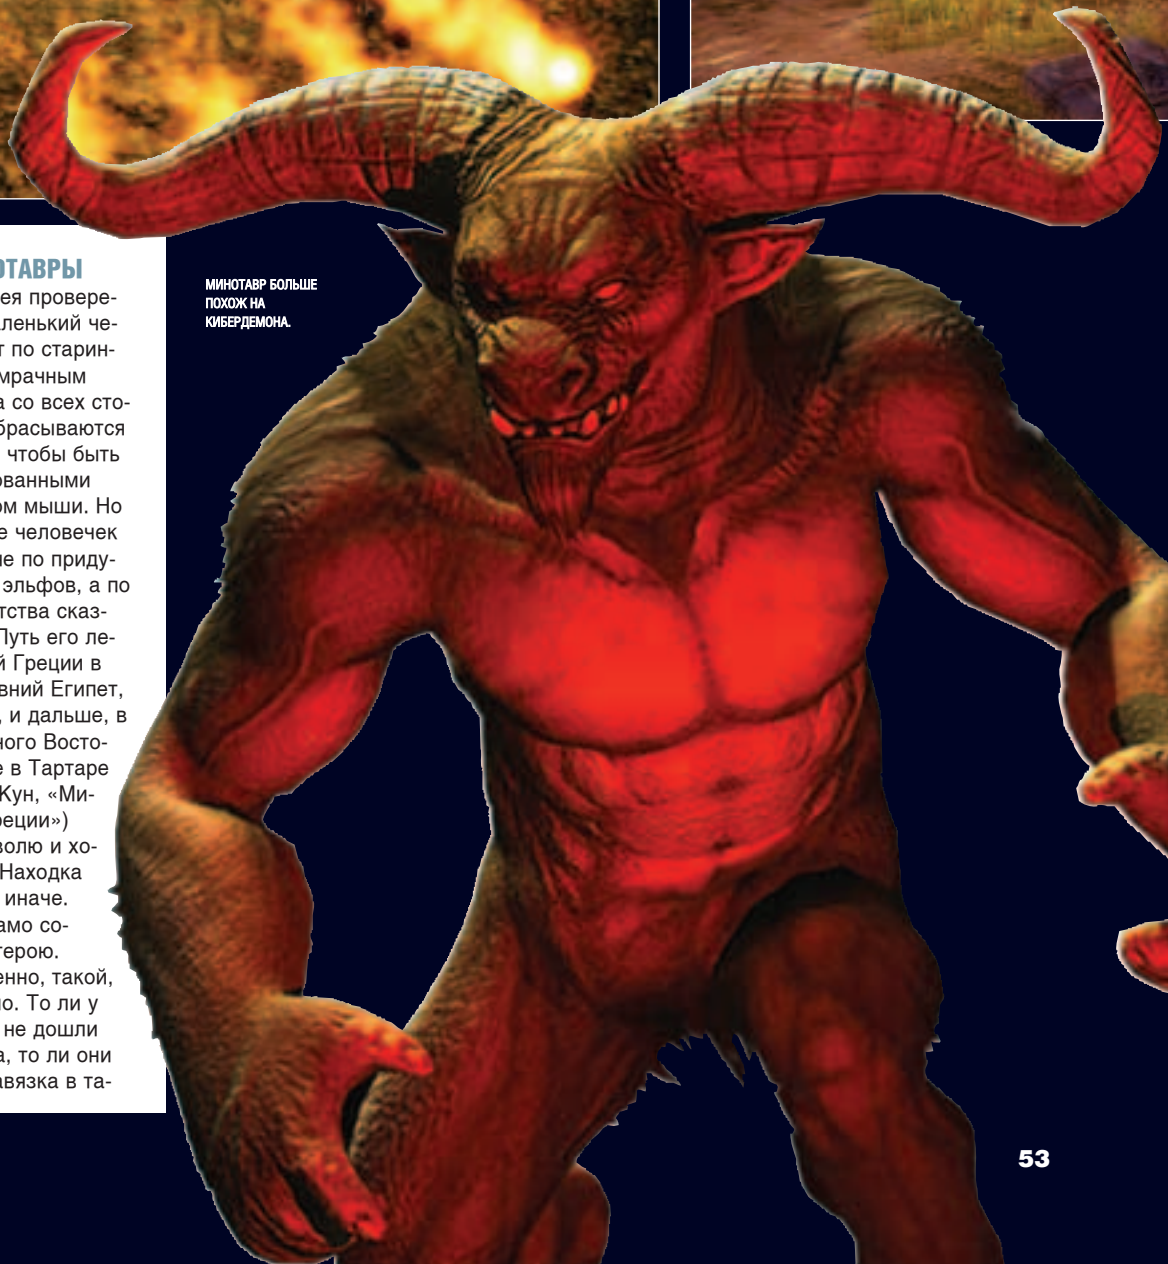 ОТАВРЫ
ея провере-
аленький че-
т по старин-
мрачным
а со всех сто-
брасываются
чтобы быть
ованными
ом мыши. Но
е человечек
не по приду-
эльфов, а по
тства сказ-
Путь его ле-
й Греции в
вний Египет,
, и дальше, в
ного Восто-
е в Тартаре
Кун, «Ми-
реции»)
волю и хо-
Находка
иначе.
амо со-
герою.
енно, такой,
но. То ли у
не дошли
а, то ли они
авязка в та-
МИНОТАВР БОЛЬШЕ
ПОХОЖ НА
КИБЕРДЕМОНА.
53